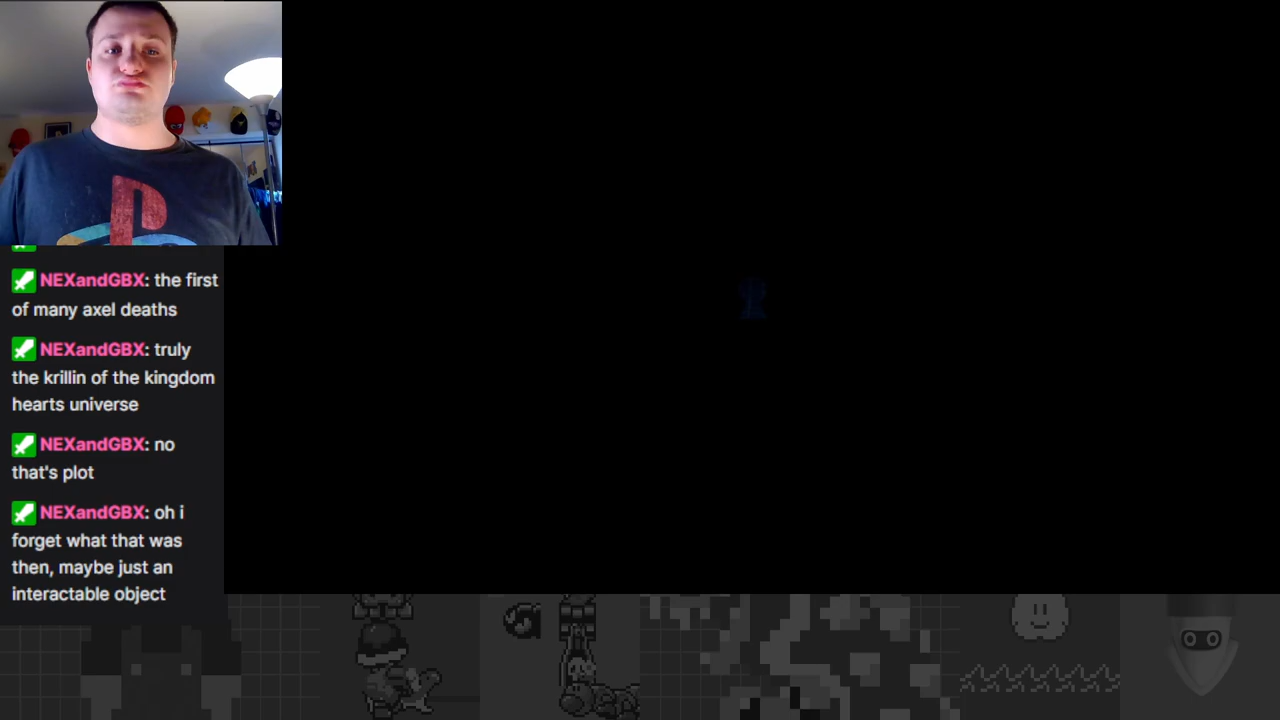 NEXandGBX: the first
of many axel deaths
NEXandGBX: truly
the krillin of the kingdom
hearts universe
NEXandGBX: no
that's plot
NEXandGBX: oh i
forget what that was
then, maybe just an
interactable object